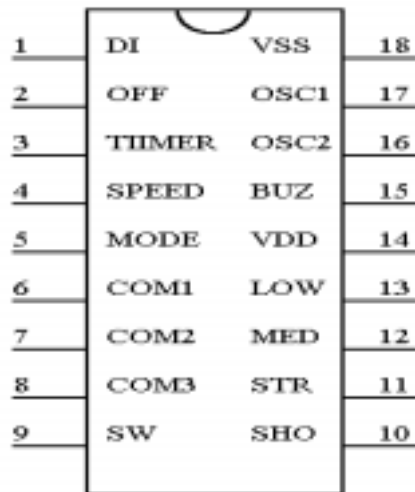 1 DI VSS 18
2 OFF OSC1 17
3 TIIMER OSC2 16
4 SPEED BUZ 15
5 MODE VDD 14
6 COM1 LOW 13
7 COM2 MED 12
8 COM3 STR 11
9 SW SHO 10